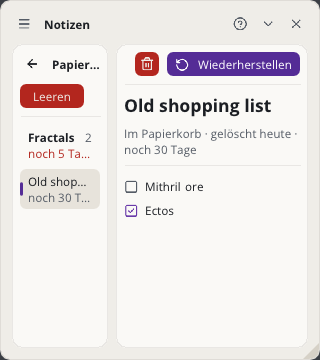 Notizen
Papier...
Leeren
Fractals 2
noch 5 Ta...
Old shop...
noch 30 T...
Wiederherstellen
Old shopping list
Im Papierkorb · gelöscht heute ·
noch 30 Tage
Mithril ore
Ectos